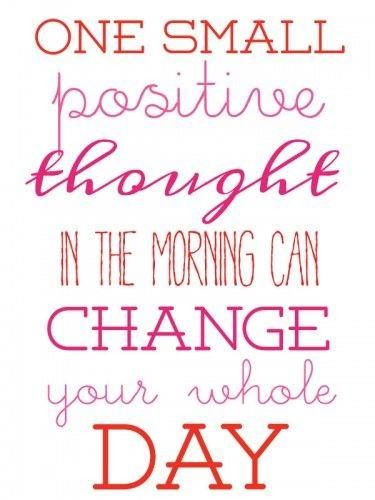 ONE SMALL
positive
thought
IN THE MORNING CAN
CHANGE
your whole
DAY